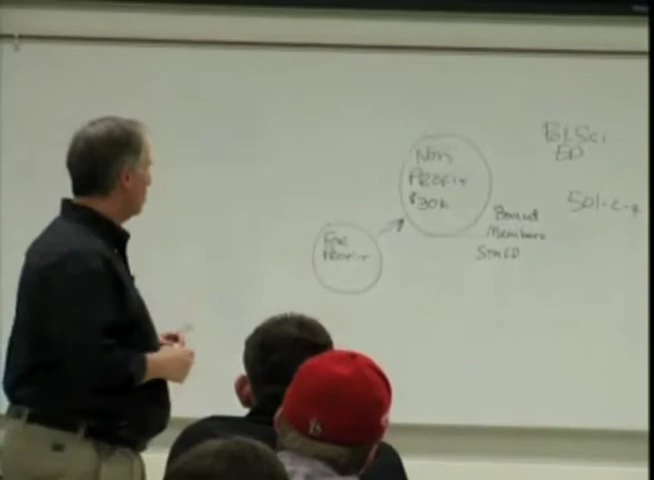 Non
PROFIT
$30K
FOR
PROFIT
Board
Members
STAFF
Pol Sci
ED
501-c-4